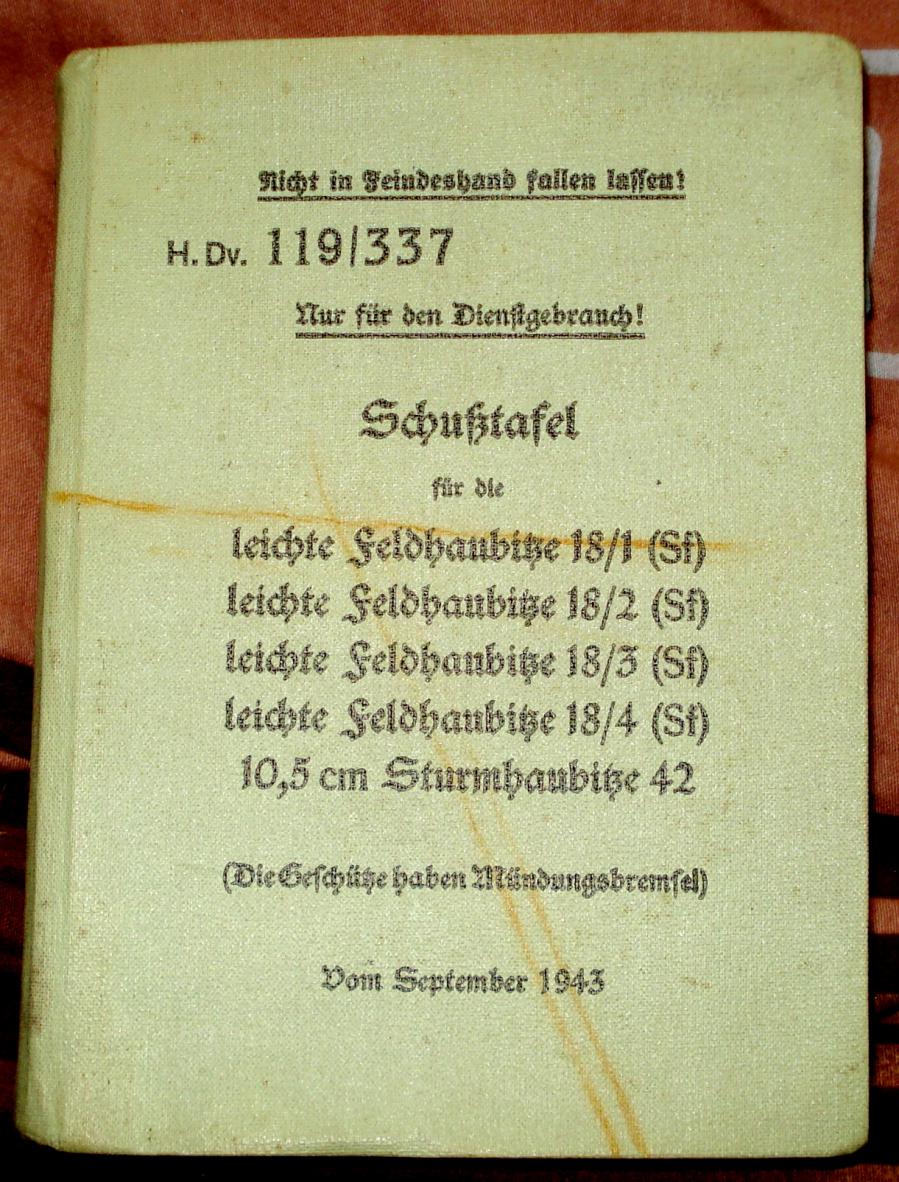 Nicht in Feindeshand fallen lassen!
H. Dv. 119/337
Nur für den Dienstgebrauch!
Schußtafel
für die
leichte Feldhaubitze 18/1 (Sf)
leichte Feldhaubitze 18/2 (Sf)
leichte Feldhaubitze 18/3 (Sf)
leichte Feldhaubitze 18/4 (Sf)
10,5 cm Sturmhaubitze 42
(Die Geschütze haben Mündungsbremse)
Vom September 1943